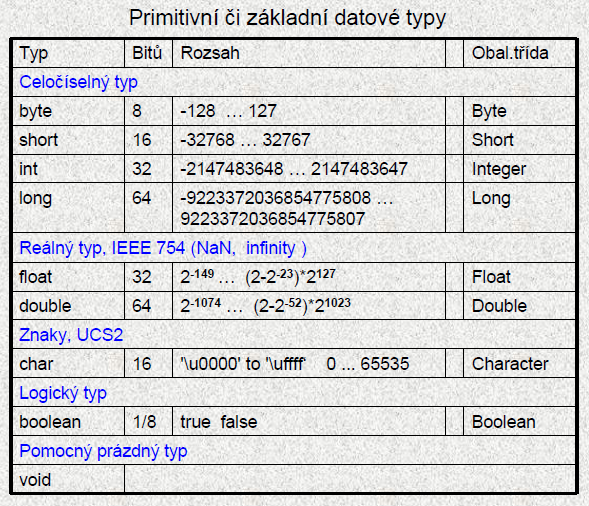 Primitivní či základní datové typy
Typ Bitů Rozsah Obal.třída
Celočíselný typ
byte 8 -128 … 127 Byte
short 16 -32768 … 32767 Short
int 32 -2147483648 … 2147483647 Integer
long 64 -9223372036854775808 … Long
9223372036854775807
Reálný typ, IEEE 754 (NaN, infinity )
float 32 2^-149 … (2-2^-23)*2^127 Float
double 64 2^-1074 … (2-2^-52)*2^1023 Double
Znaky, UCS2
char 16 '\u0000' to '\uffff' 0 ... 65535 Character
Logický typ
boolean 1/8 true false Boolean
Pomocný prázdný typ
void